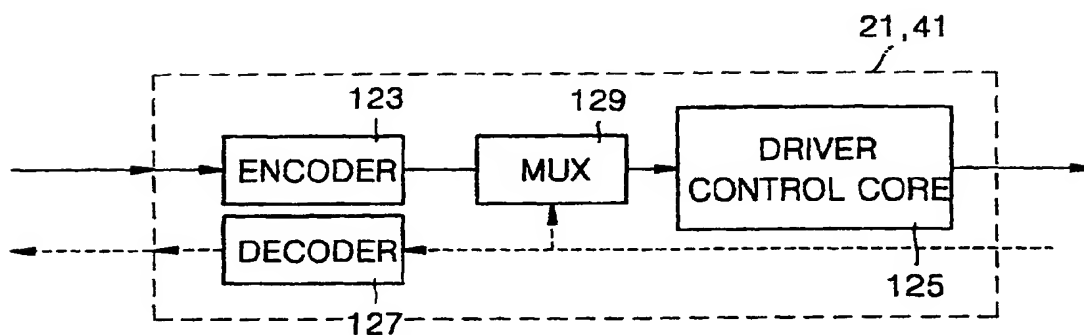 21,41
123
129
ENCODER
MUX
DRIVER
CONTROL CORE
DECODER
125
127